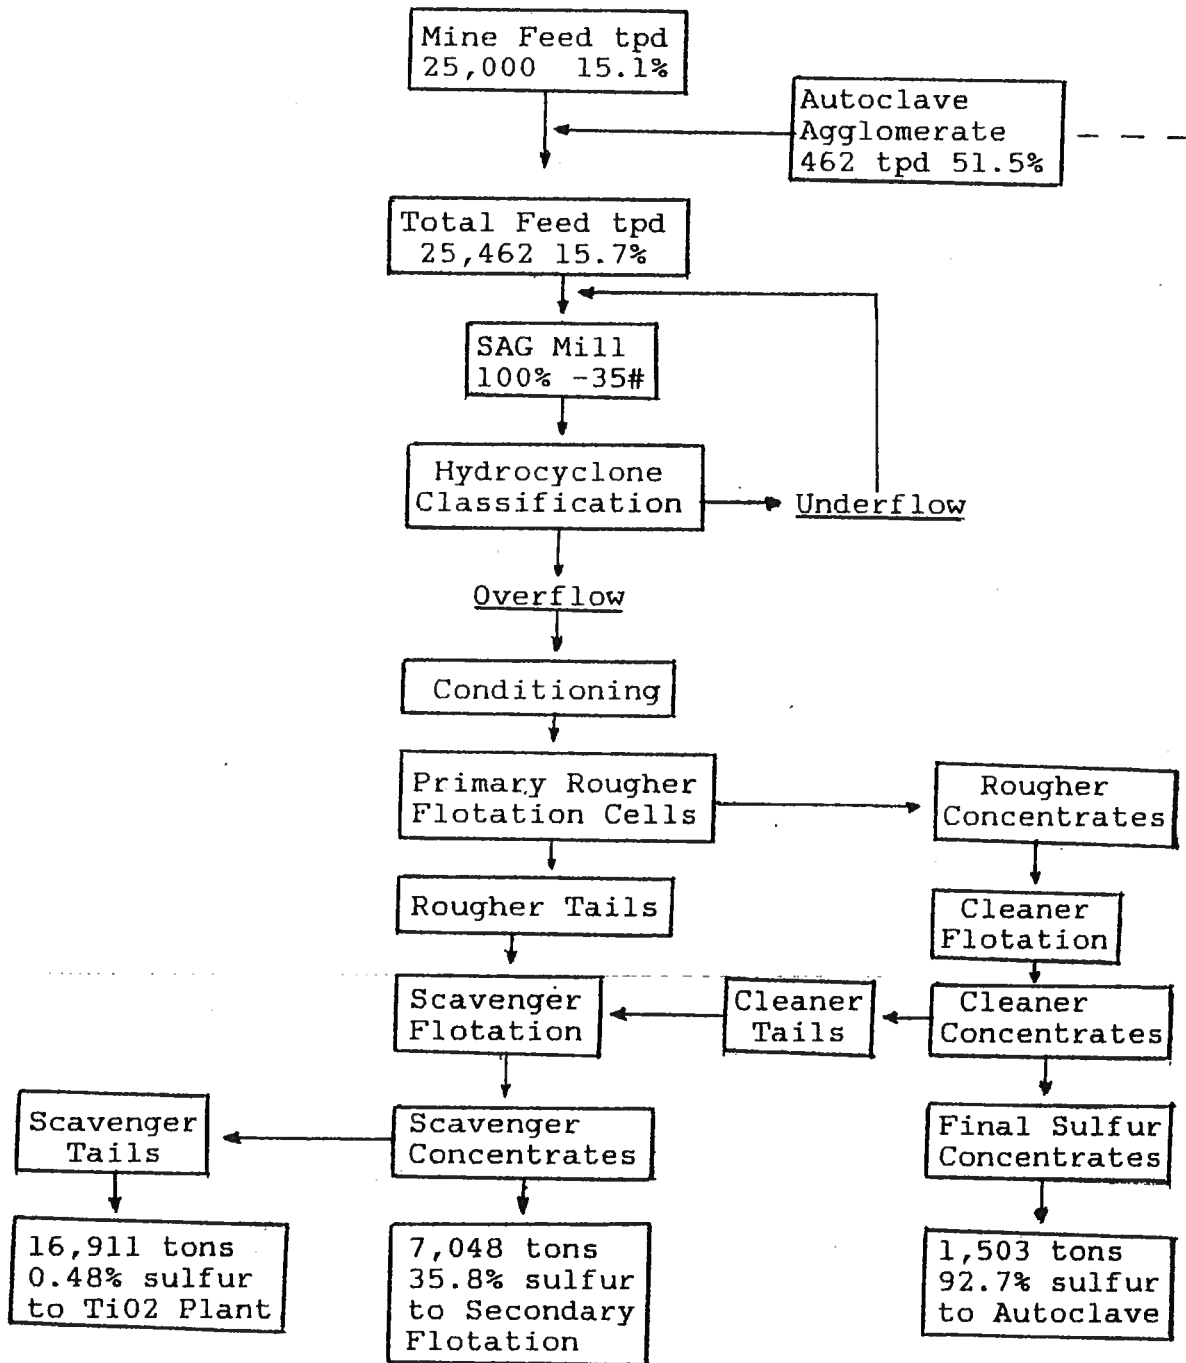 Mine Feed tpd
25,000 15.1%
Autoclave
Agglomerate
462 tpd 51.5%
Total Feed tpd
25,462 15.7%
SAG Mill
100% -35#
Hydrocyclone
Classification
Underflow
Overflow
Conditioning
Primary Rougher
Flotation Cells
Rougher
Concentrates
Rougher Tails
Cleaner
Flotation
Scavenger
Flotation
Cleaner
Tails
Cleaner
Concentrates
Scavenger
Tails
Scavenger
Concentrates
Final Sulfur
Concentrates
16,911 tons
0.48% sulfur
to TiO2 Plant
7,048 tons
35.8% sulfur
to Secondary
Flotation
1,503 tons
92.7% sulfur
to Autoclave